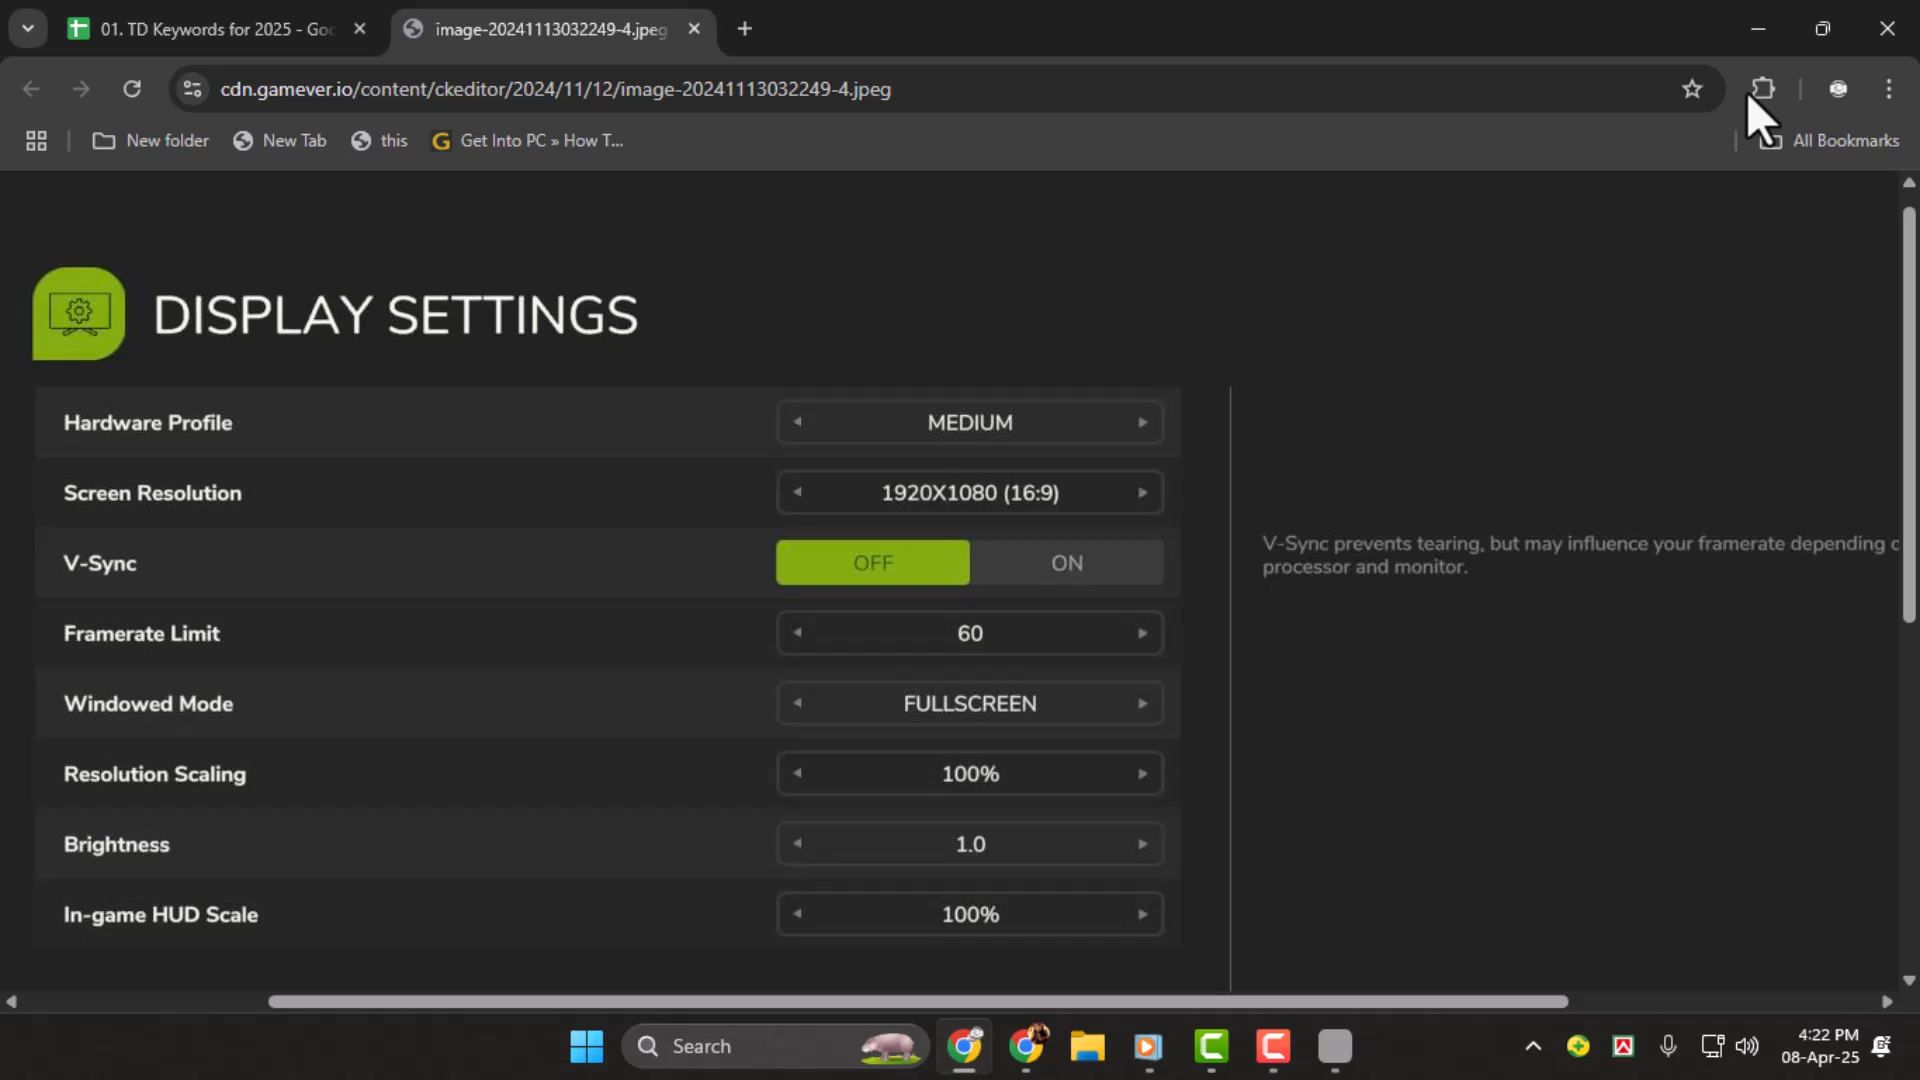 01. TD Keywords for 2025 - Goo
image-20241113032249-4.jpeg
cdn.gamever.io/content/ckeditor/2024/11/12/image-20241113032249-4.jpeg
New folder
New Tab
this
G Get Into PC » How T...
All Bookmarks
DISPLAY SETTINGS
Hardware Profile
MEDIUM
Screen Resolution
1920X1080 (16:9)
V-Sync
OFF
ON
V-Sync prevents tearing, but may influence your framerate depending o
processor and monitor.
Framerate Limit
60
Windowed Mode
FULLSCREEN
Resolution Scaling
100%
Brightness
1.0
In-game HUD Scale
100%
Search
4:22 PM
08-Apr-25